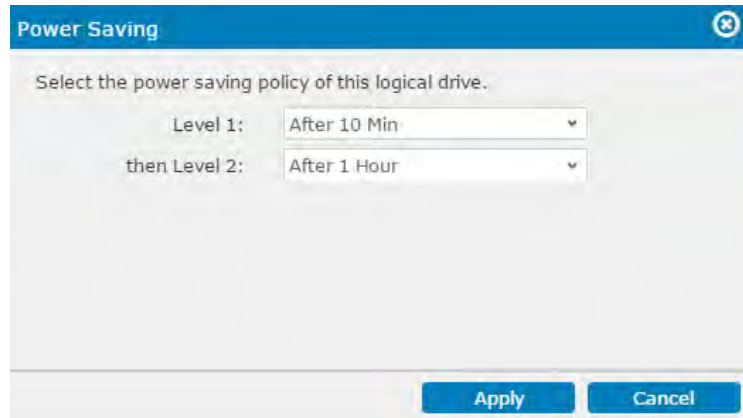 Power Saving
Select the power saving policy of this logical drive.
Level 1: After 10 Min
then Level 2: After 1 Hour
Apply Cancel